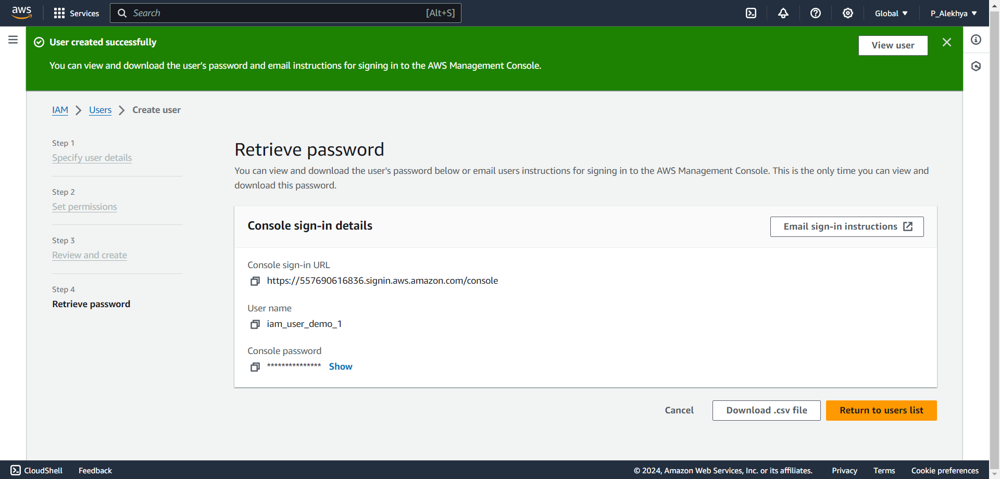 aws
Services
Search
[Alt+S]
Global
P_Alekhya
User created successfully
View user
You can view and download the user's password and email instructions for signing in to the AWS Management Console.
IAM
Users
Create user
Step 1
Specify user details
Step 2
Set permissions
Step 3
Review and create
Step 4
Retrieve password
Retrieve password
You can view and download the user's password below or email users instructions for signing in to the AWS Management Console. This is the only time you can view and
download this password.
Console sign-in details
Email sign-in instructions
Console sign-in URL
https://557690616836.signin.aws.amazon.com/console
User name
iam_user_demo_1
Console password
*************** Show
Cancel
Download .csv file
Return to users list
CloudShell
Feedback
© 2024, Amazon Web Services, Inc. or its affiliates.
Privacy
Terms
Cookie preferences